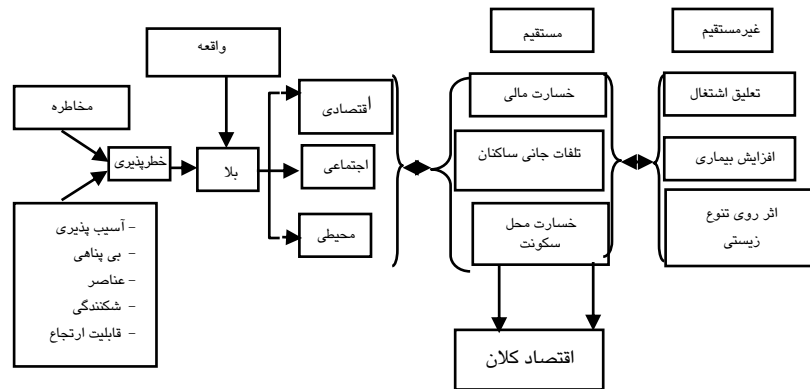 واقعه
مستقیم
غیرمستقیم
مخاطره
أقتصادی
خسارت مالی
تعلیق اشتغال
خطرپذیری
بلا
اجتماعی
تلفات جانی ساکنان
افزایش بیماری
- آسیب پذیری
- بی پناهی
- عناصر
- شکنندگی
- قابلیت ارتجاع
محیطی
خسارت محل
سکونت
اثر روی تنوع
زیستی
اقتصاد کلان